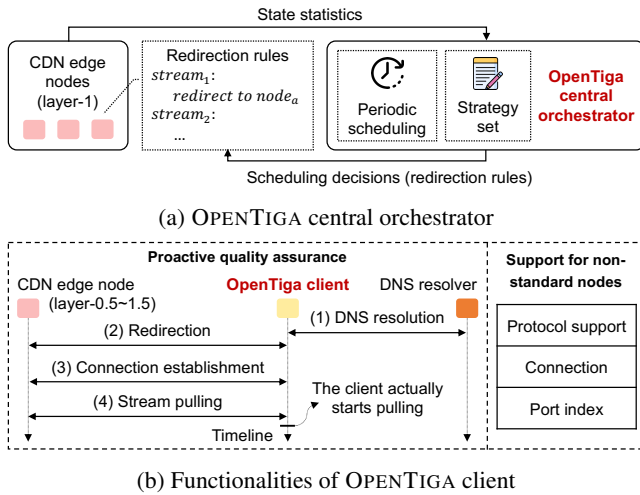 State statistics
CDN edge
nodes
(layer-1)
Redirection rules
stream₁:
redirect to nodeₐ
stream₂:
...
Periodic
scheduling
Strategy
set
OpenTiga
central
orchestrator
Scheduling decisions (redirection rules)
(a) OPENTIGA central orchestrator
Proactive quality assurance
CDN edge node
(layer-0.5~1.5)
OpenTiga client
DNS resolver
(1) DNS resolution
(2) Redirection
(3) Connection establishment
(4) Stream pulling
The client actually
starts pulling
Timeline
Support for non-
standard nodes
Protocol support
Connection
Port index
(b) Functionalities of OPENTIGA client